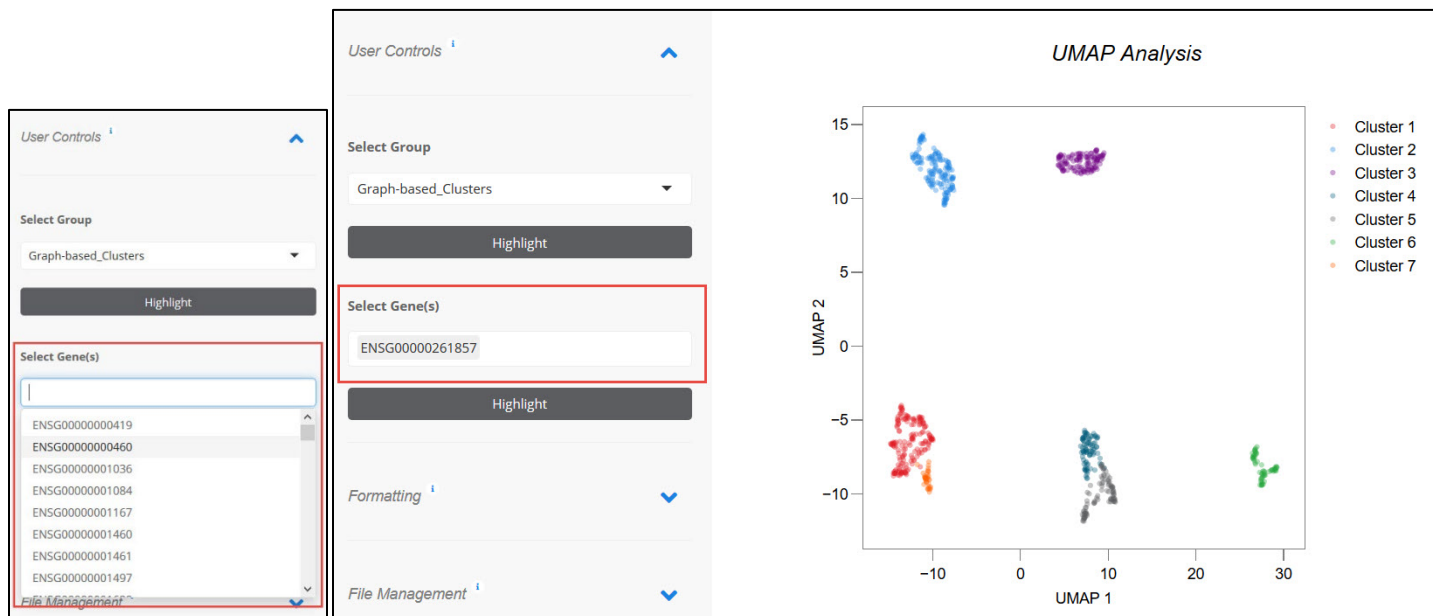 User Controls i
Select Group
Graph-based_Clusters
Highlight
Select Gene(s)
ENSG00000000419
ENSG00000000460
ENSG00000001036
ENSG00000001084
ENSG00000001167
ENSG00000001460
ENSG00000001461
ENSG00000001497
File Management
User Controls i
Select Group
Graph-based_Clusters
Highlight
Select Gene(s)
ENSG00000261857
Highlight
Formatting i
File Management i
UMAP Analysis
15
10
5
0
−5
−10
UMAP 2
−10 0 10 20 30
UMAP 1
Cluster 1
Cluster 2
Cluster 3
Cluster 4
Cluster 5
Cluster 6
Cluster 7